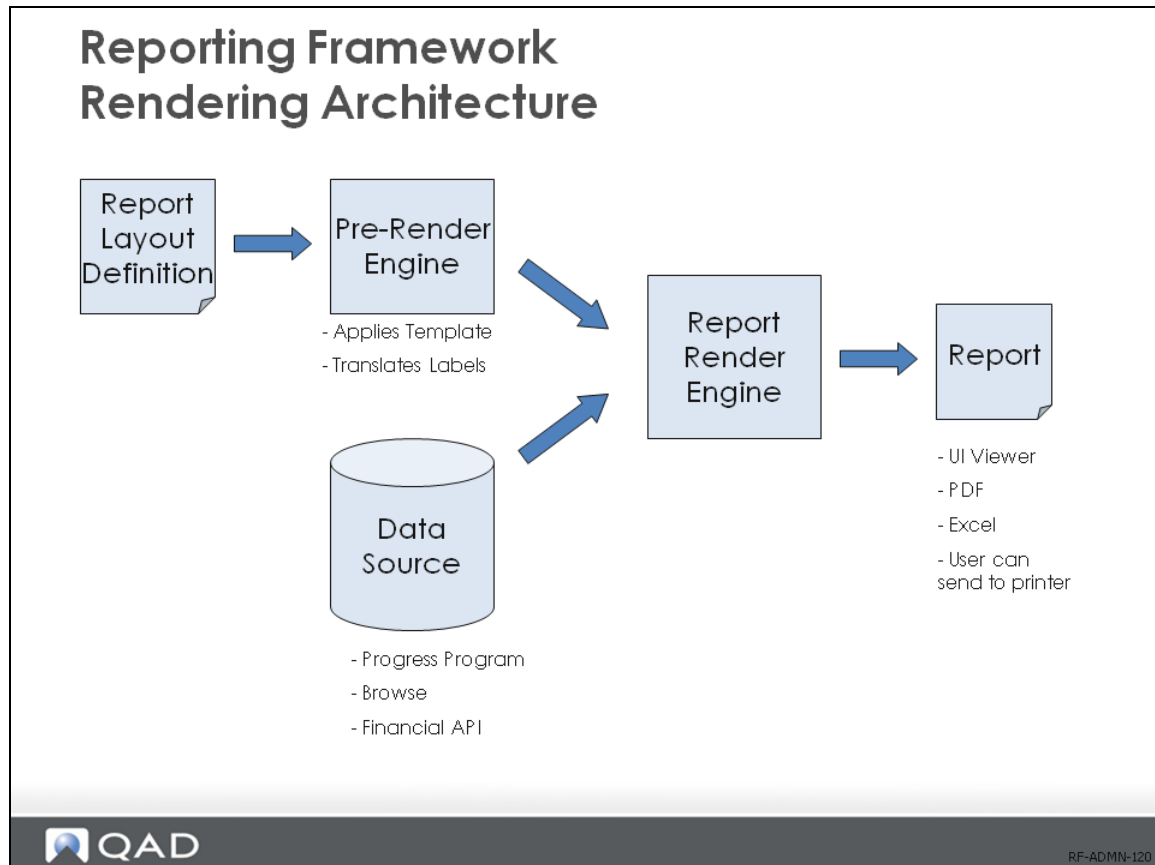 Reporting Framework
Rendering Architecture
Report
Layout
Definition
Pre-Render
Engine
- Applies Template
- Translates Labels
Data
Source
- Progress Program
- Browse
- Financial API
Report
Render
Engine
Report
- UI Viewer
- PDF
- Excel
- User can
send to printer
QAD
RF-ADMN-120